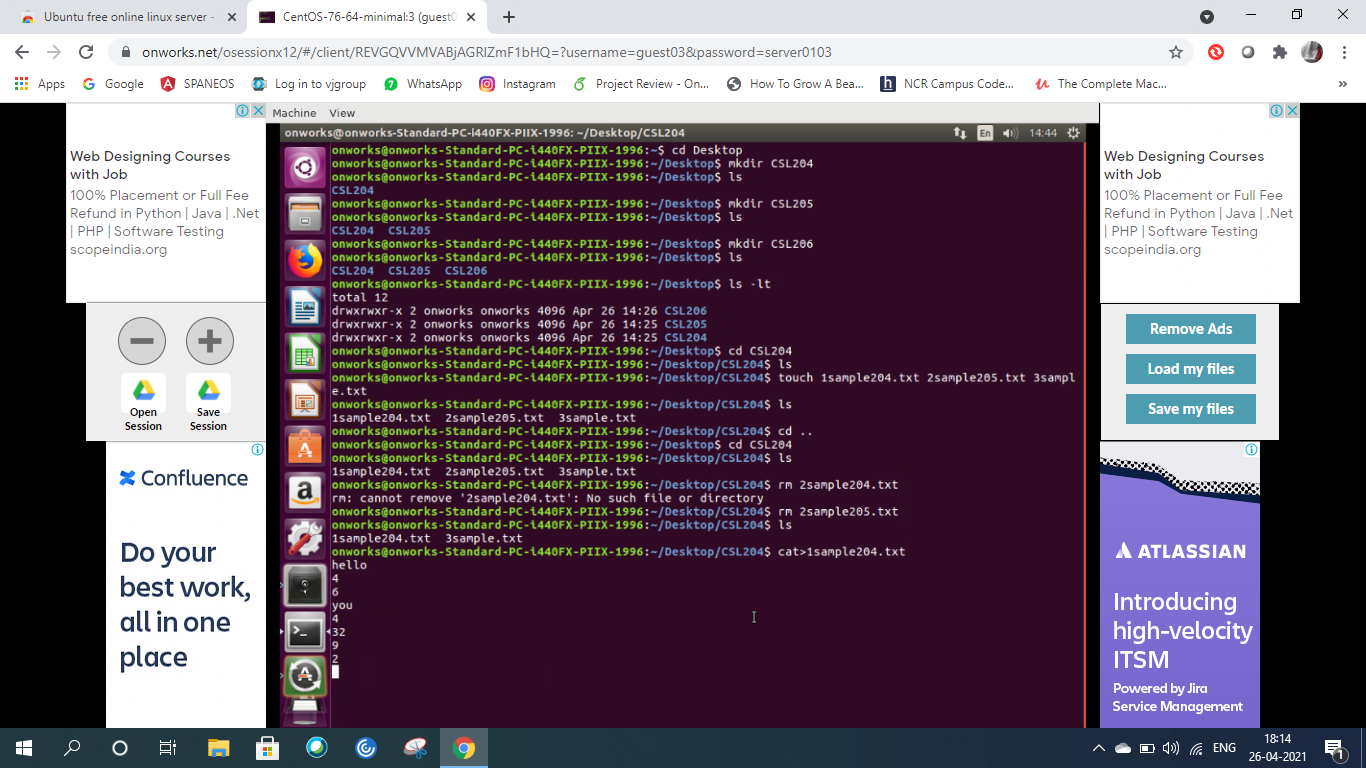 Ubuntu free online linux server -
CentOS-76-64-minimal:3 (guest0
onworks.net/osessionx12/#/client/REVGQVVMVABjAGRlZmF1bHQ=?username=guest03&password=server0103
Apps Google SPANEOS Log in to vjgroup WhatsApp Instagram Project Review - On... How To Grow A Bea... NCR Campus Code... The Complete Mac... »
Machine View
onworks@onworks-Standard-PC-i440FX-PIIX-1996: ~/Desktop/CSL204 En 14:44
onworks@onworks-Standard-PC-i440FX-PIIX-1996:~$ cd Desktop
onworks@onworks-Standard-PC-i440FX-PIIX-1996:~/Desktop$ mkdir CSL204
onworks@onworks-Standard-PC-i440FX-PIIX-1996:~/Desktop$ ls
CSL204
onworks@onworks-Standard-PC-i440FX-PIIX-1996:~/Desktop$ mkdir CSL205
onworks@onworks-Standard-PC-i440FX-PIIX-1996:~/Desktop$ ls
CSL204 CSL205
onworks@onworks-Standard-PC-i440FX-PIIX-1996:~/Desktop$ mkdir CSL206
onworks@onworks-Standard-PC-i440FX-PIIX-1996:~/Desktop$ ls
CSL204 CSL205 CSL206
onworks@onworks-Standard-PC-i440FX-PIIX-1996:~/Desktop$ ls -lt
total 12
drwxrwxr-x 2 onworks onworks 4096 Apr 26 14:26 CSL206
drwxrwxr-x 2 onworks onworks 4096 Apr 26 14:25 CSL205
drwxrwxr-x 2 onworks onworks 4096 Apr 26 14:25 CSL204
onworks@onworks-Standard-PC-i440FX-PIIX-1996:~/Desktop$ cd CSL204
onworks@onworks-Standard-PC-i440FX-PIIX-1996:~/Desktop/CSL204$ ls
onworks@onworks-Standard-PC-i440FX-PIIX-1996:~/Desktop/CSL204$ touch 1sample204.txt 2sample205.txt 3sampl
e.txt
onworks@onworks-Standard-PC-i440FX-PIIX-1996:~/Desktop/CSL204$ ls
1sample204.txt 2sample205.txt 3sample.txt
onworks@onworks-Standard-PC-i440FX-PIIX-1996:~/Desktop/CSL204$ cd ..
onworks@onworks-Standard-PC-i440FX-PIIX-1996:~/Desktop$ cd CSL204
onworks@onworks-Standard-PC-i440FX-PIIX-1996:~/Desktop/CSL204$ ls
1sample204.txt 2sample205.txt 3sample.txt
onworks@onworks-Standard-PC-i440FX-PIIX-1996:~/Desktop/CSL204$ rm 2sample204.txt
rm: cannot remove '2sample204.txt': No such file or directory
onworks@onworks-Standard-PC-i440FX-PIIX-1996:~/Desktop/CSL204$ rm 2sample205.txt
onworks@onworks-Standard-PC-i440FX-PIIX-1996:~/Desktop/CSL204$ ls
1sample204.txt 3sample.txt
onworks@onworks-Standard-PC-i440FX-PIIX-1996:~/Desktop/CSL204$ cat>1sample204.txt
hello
4
6
you
4
32
9
2
Web Designing Courses
with Job
100% Placement or Full Fee
Refund in Python | Java | .Net
| PHP | Software Testing
scopeindia.org
Open
Session
Save
Session
Confluence
Do your
best work,
all in one
place
Web Designing Courses
with Job
100% Placement or Full Fee
Refund in Python | Java | .Net
| PHP | Software Testing
scopeindia.org
Remove Ads
Load my files
Save my files
ATLASSIAN
Introducing
high-velocity
ITSM
Powered by Jira
Service Management
ENG
18:14
26-04-2021
1